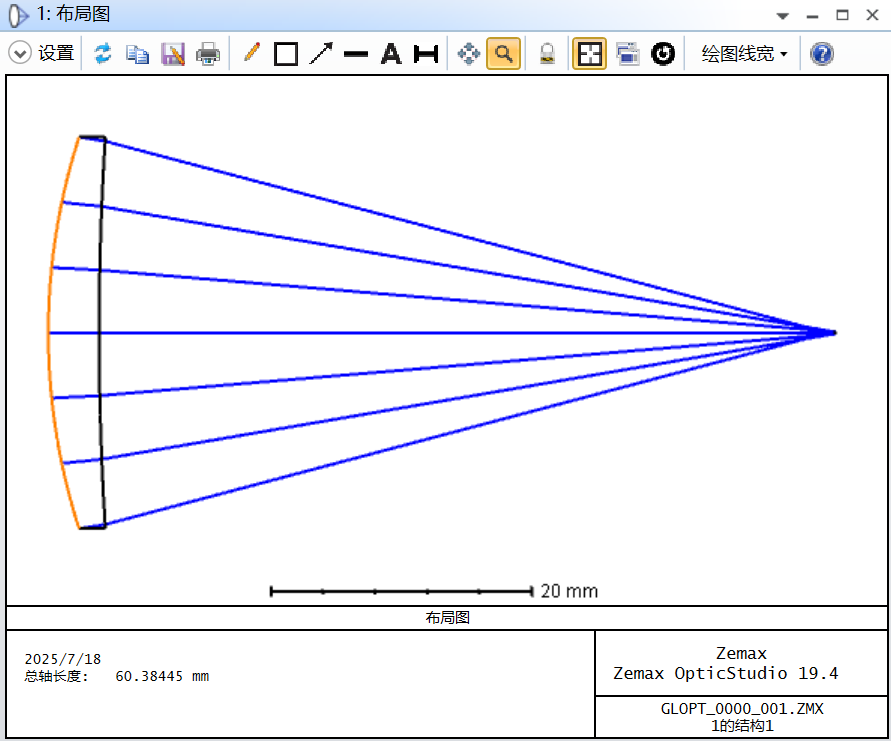 1: 布局图
设置
A
绘图线宽
20 mm
布局图
2025/7/18
总轴长度: 60.38445 mm
Zemax
Zemax OpticStudio 19.4
GLOPT_0000_001.ZMX
1的结构1